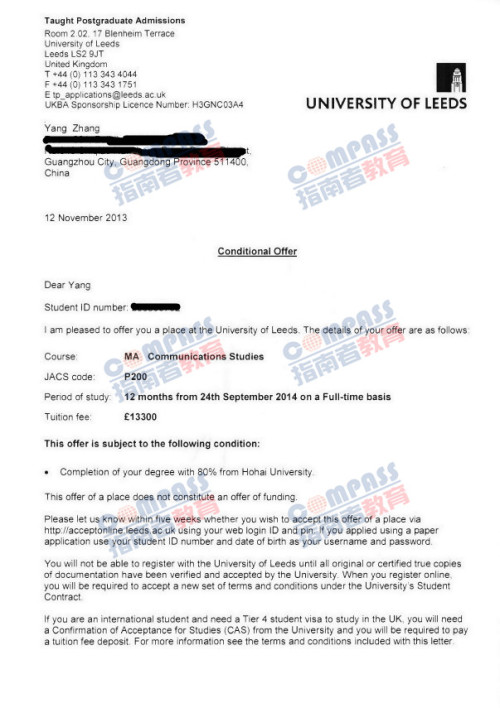 Taught Postgraduate Admissions
Room 2.02, 17 Blenheim Terrace
University of Leeds
Leeds LS2 9JT
United Kingdom
T +44 (0) 113 343 4044
F +44 (0) 113 343 1751
E tp_applications@leeds.ac.uk
UKBA Sponsorship Licence Number: H3GNC03A4
UNIVERSITY OF LEEDS
Yang Zhang
Guangzhou City, Guangdong Province 511400,
China
COMPASS
指南者教育
12 November 2013
Conditional Offer
Dear Yang
Student ID number:
I am pleased to offer you a place at the University of Leeds. The details of your offer are as follows:
COMPASS
指南者教育
COMPASS
指南者教育
Course: MA Communications Studies
JACS code: P200
Period of study: 12 months from 24th September 2014 on a Full-time basis
Tuition fee: £13300
This offer is subject to the following condition:
• Completion of your degree with 80% from Hohai University.
This offer of a place does not constitute an offer of funding.
COMPASS
指南者教育
COMPASS
指南者教育
Please let us know within five weeks whether you wish to accept this offer of a place via
http://acceptonline.leeds.ac.uk using your web login ID and pin. If you applied using a paper
application use your student ID number and date of birth as your username and password.
You will not be able to register with the University of Leeds until all original or certified true copies
of documentation have been verified and accepted by the University. When you register online,
you will be required to accept a new set of terms and conditions under the University's Student
Contract.
If you are an international student and need a Tier 4 student visa to study in the UK, you will need
a Confirmation of Acceptance for Studies (CAS) from the University and you will be required to pay
a tuition fee deposit. For more information see the terms and conditions included with this letter.